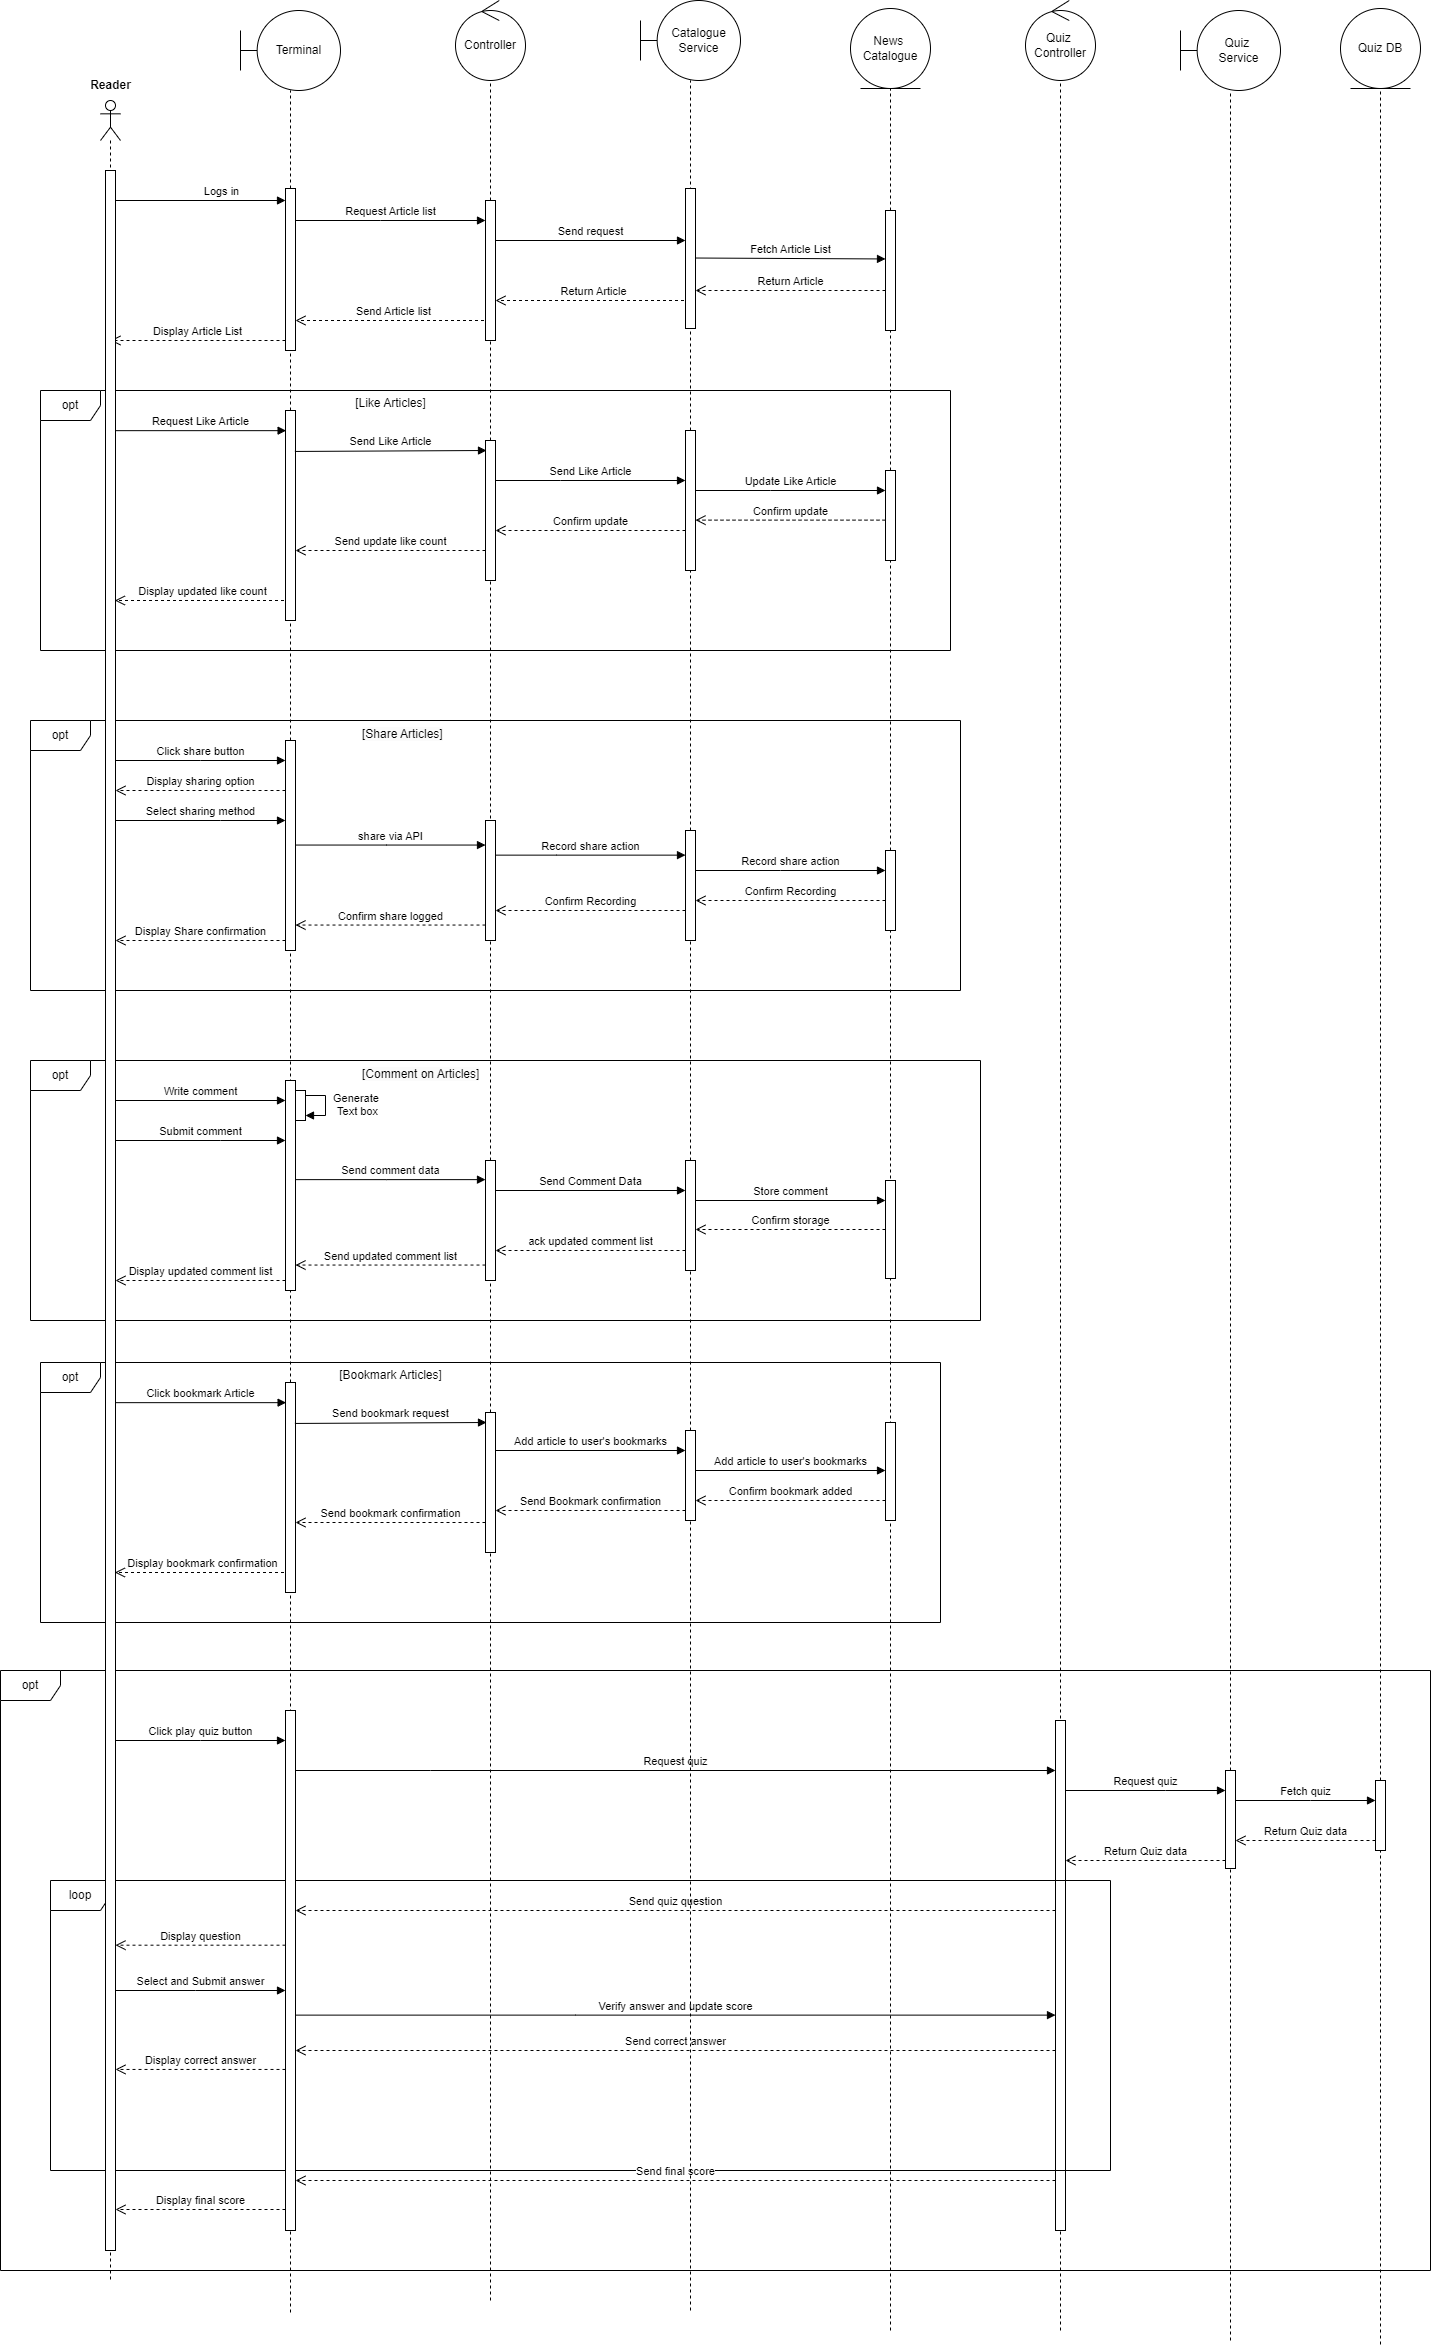 Terminal
Controller
Catalogue
Service
News
Catalogue
Quiz
Controller
Quiz
Service
Quiz DB
Reader
Logs in
Request Article list
Send request
Fetch Article List
Return Article
Return Article
Send Article list
Display Article List
opt
[Like Articles]
Request Like Article
Send Like Article
Send Like Article
Update Like Article
Confirm update
Confirm update
Send update like count
Display updated like count
opt
[Share Articles]
Click share button
Display sharing option
Select sharing method
share via API
Record share action
Record share action
Confirm Recording
Confirm Recording
Confirm share logged
Display Share confirmation
opt
[Comment on Articles]
Write comment
Generate
Text box
Submit comment
Send comment data
Send Comment Data
Store comment
Confirm storage
ack updated comment list
Send updated comment list
Display updated comment list
opt
[Bookmark Articles]
Click bookmark Article
Send bookmark request
Add article to user's bookmarks
Add article to user's bookmarks
Confirm bookmark added
Send Bookmark confirmation
Send bookmark confirmation
Display bookmark confirmation
opt
Click play quiz button
Request quiz
Request quiz
Fetch quiz
Return Quiz data
Return Quiz data
loop
Send quiz question
Display question
Select and Submit answer
Verify answer and update score
Send correct answer
Display correct answer
Send final score
Display final score